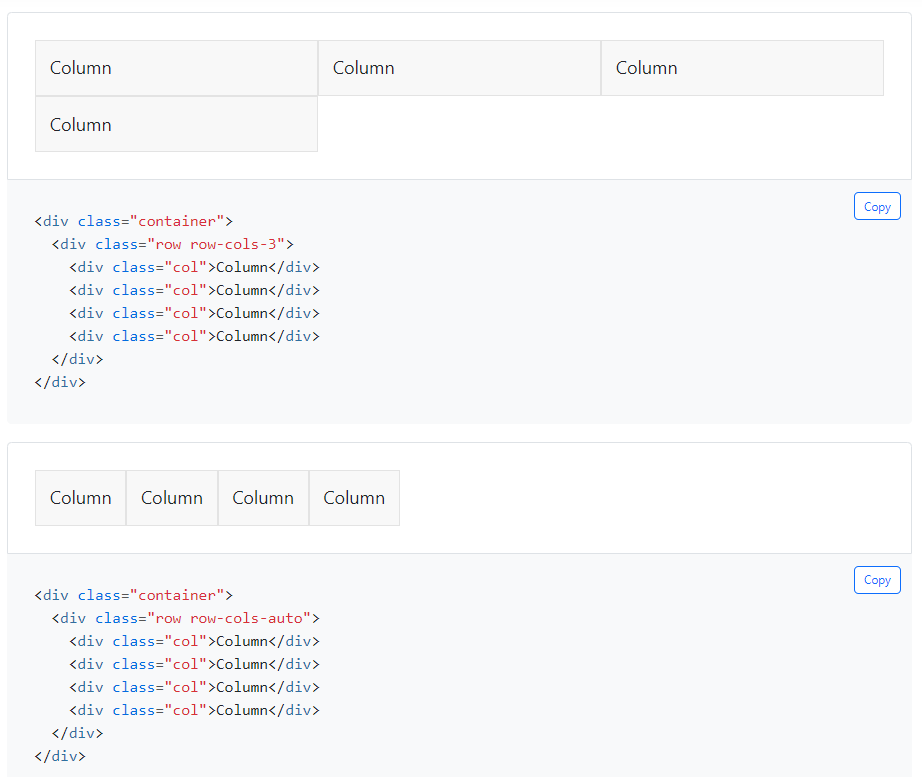 Column Column Column
Column
Copy
<div class="container">
  <div class="row row-cols-3">
    <div class="col">Column</div>
    <div class="col">Column</div>
    <div class="col">Column</div>
    <div class="col">Column</div>
  </div>
</div>
Column Column Column Column
Copy
<div class="container">
  <div class="row row-cols-auto">
    <div class="col">Column</div>
    <div class="col">Column</div>
    <div class="col">Column</div>
    <div class="col">Column</div>
  </div>
</div>